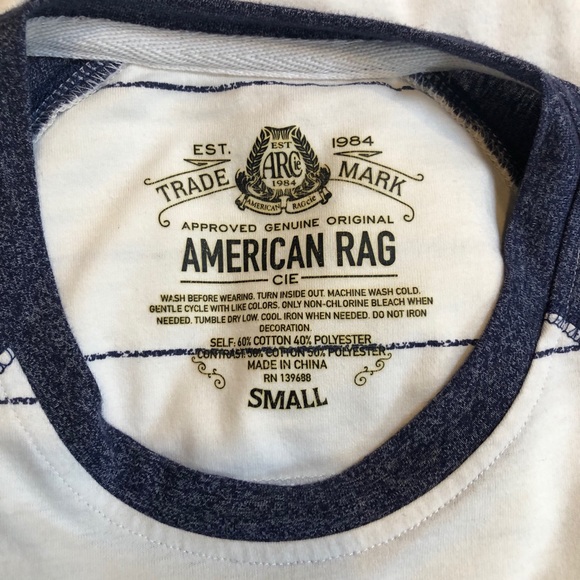 EST. 1984
EST
ARCie
1984
AMERICAN RAG cie
TRADE MARK
APPROVED GENUINE ORIGINAL
AMERICAN RAG
CIE
WASH BEFORE WEARING. TURN INSIDE OUT. MACHINE WASH COLD.
GENTLE CYCLE WITH LIKE COLORS. ONLY NON-CHLORINE BLEACH WHEN
NEEDED. TUMBLE DRY LOW. COOL IRON WHEN NEEDED. DO NOT IRON
DECORATION.
SELF: 60% COTTON 40% POLYESTER
CONTRAST: 50% COTTON 50% POLYESTER
MADE IN CHINA
RN 139688
SMALL